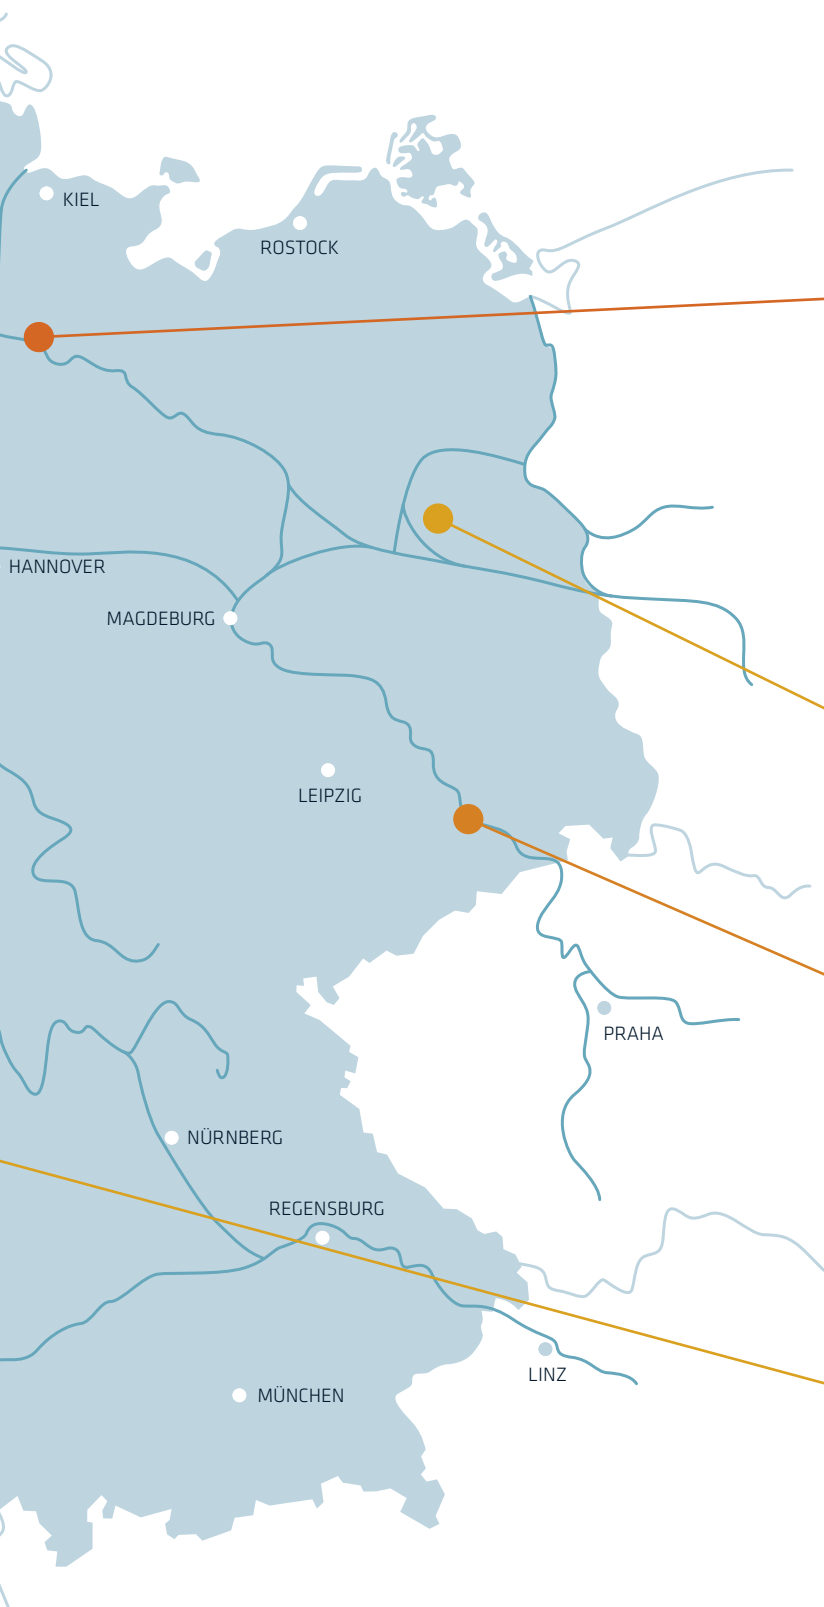 KIEL
ROSTOCK
HANNOVER
MAGDEBURG
LEIPZIG
PRAHA
NÜRNBERG
REGENSBURG
LINZ
MÜNCHEN